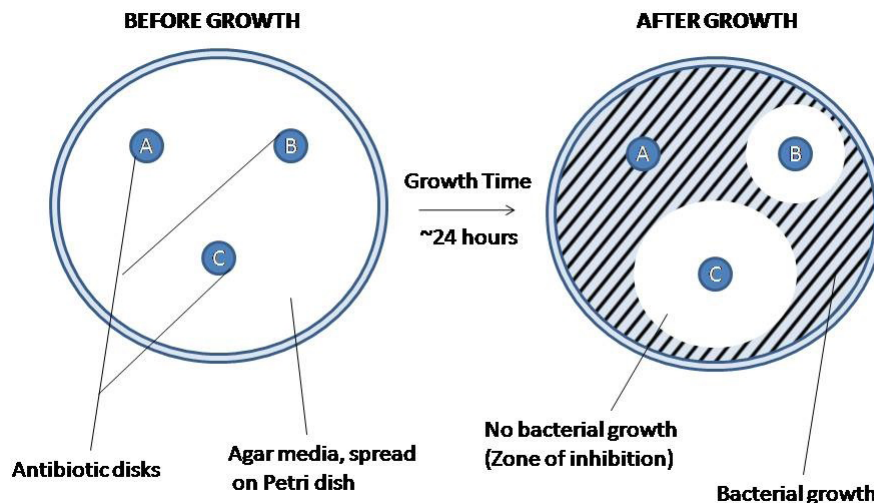 BEFORE GROWTH
AFTER GROWTH
A
B
C
Growth Time
~24 hours
A
B
C
Antibiotic disks
Agar media, spread
on Petri dish
No bacterial growth
(Zone of inhibition)
Bacterial growth